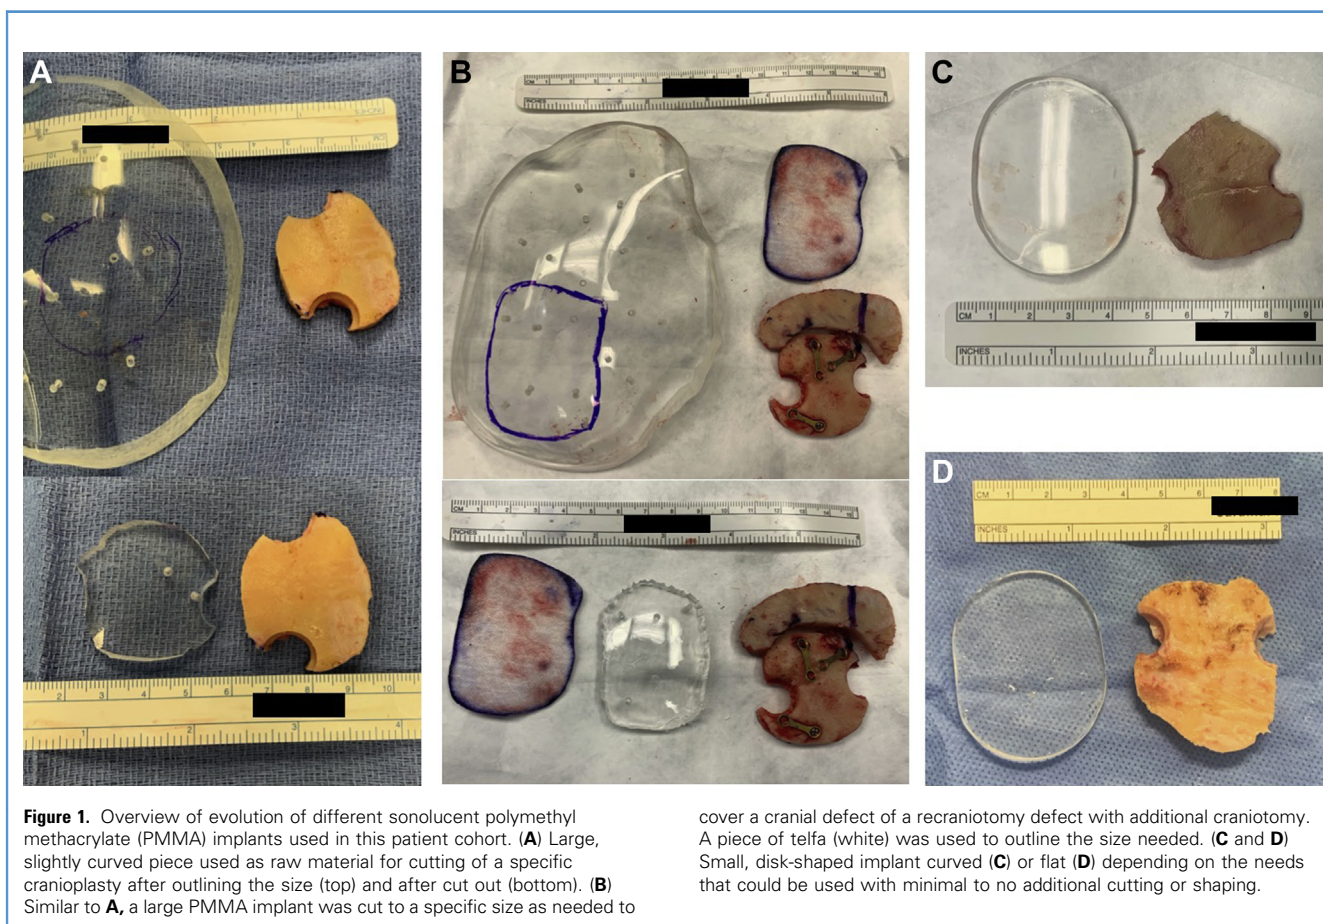 A
B
C
D
CM
INCHES
CM
INCHES
CM
INCHES
Figure 1. Overview of evolution of different sonolucent polymethyl
methacrylate (PMMA) implants used in this patient cohort. (A) Large,
slightly curved piece used as raw material for cutting of a specific
cranioplasty after outlining the size (top) and after cut out (bottom). (B)
Similar to A, a large PMMA implant was cut to a specific size as needed to
cover a cranial defect of a recraniotomy defect with additional craniotomy.
A piece of telfa (white) was used to outline the size needed. (C and D)
Small, disk-shaped implant curved (C) or flat (D) depending on the needs
that could be used with minimal to no additional cutting or shaping.